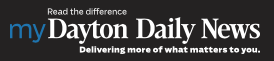 Read the difference
myDayton Daily News
Delivering more of what matters to you.